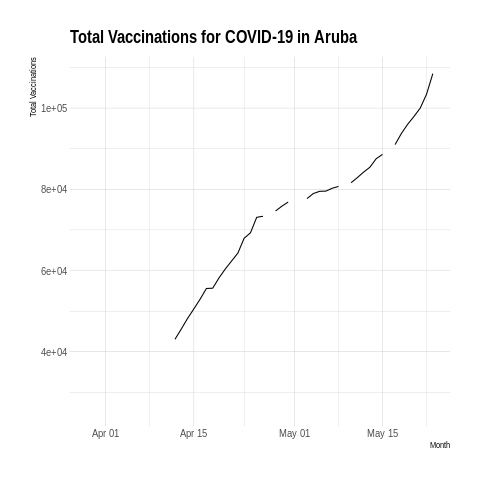 Total Vaccinations for COVID-19 in Aruba
Total Vaccinations
1e+05
8e+04
6e+04
4e+04
Apr 01 Apr 15 May 01 May 15
Month